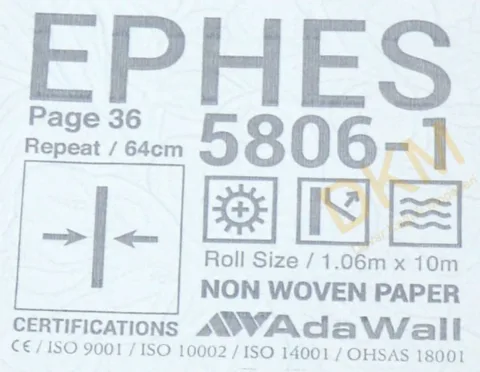 EPHES
Page 36
Repeat / 64cm
5806-1
DKM
Roll Size / 1.06m x 10m
NON WOVEN PAPER
CERTIFICATIONS
AdaWall
CE / ISO 9001 / ISO 10002 / ISO 14001 / OHSAS 18001